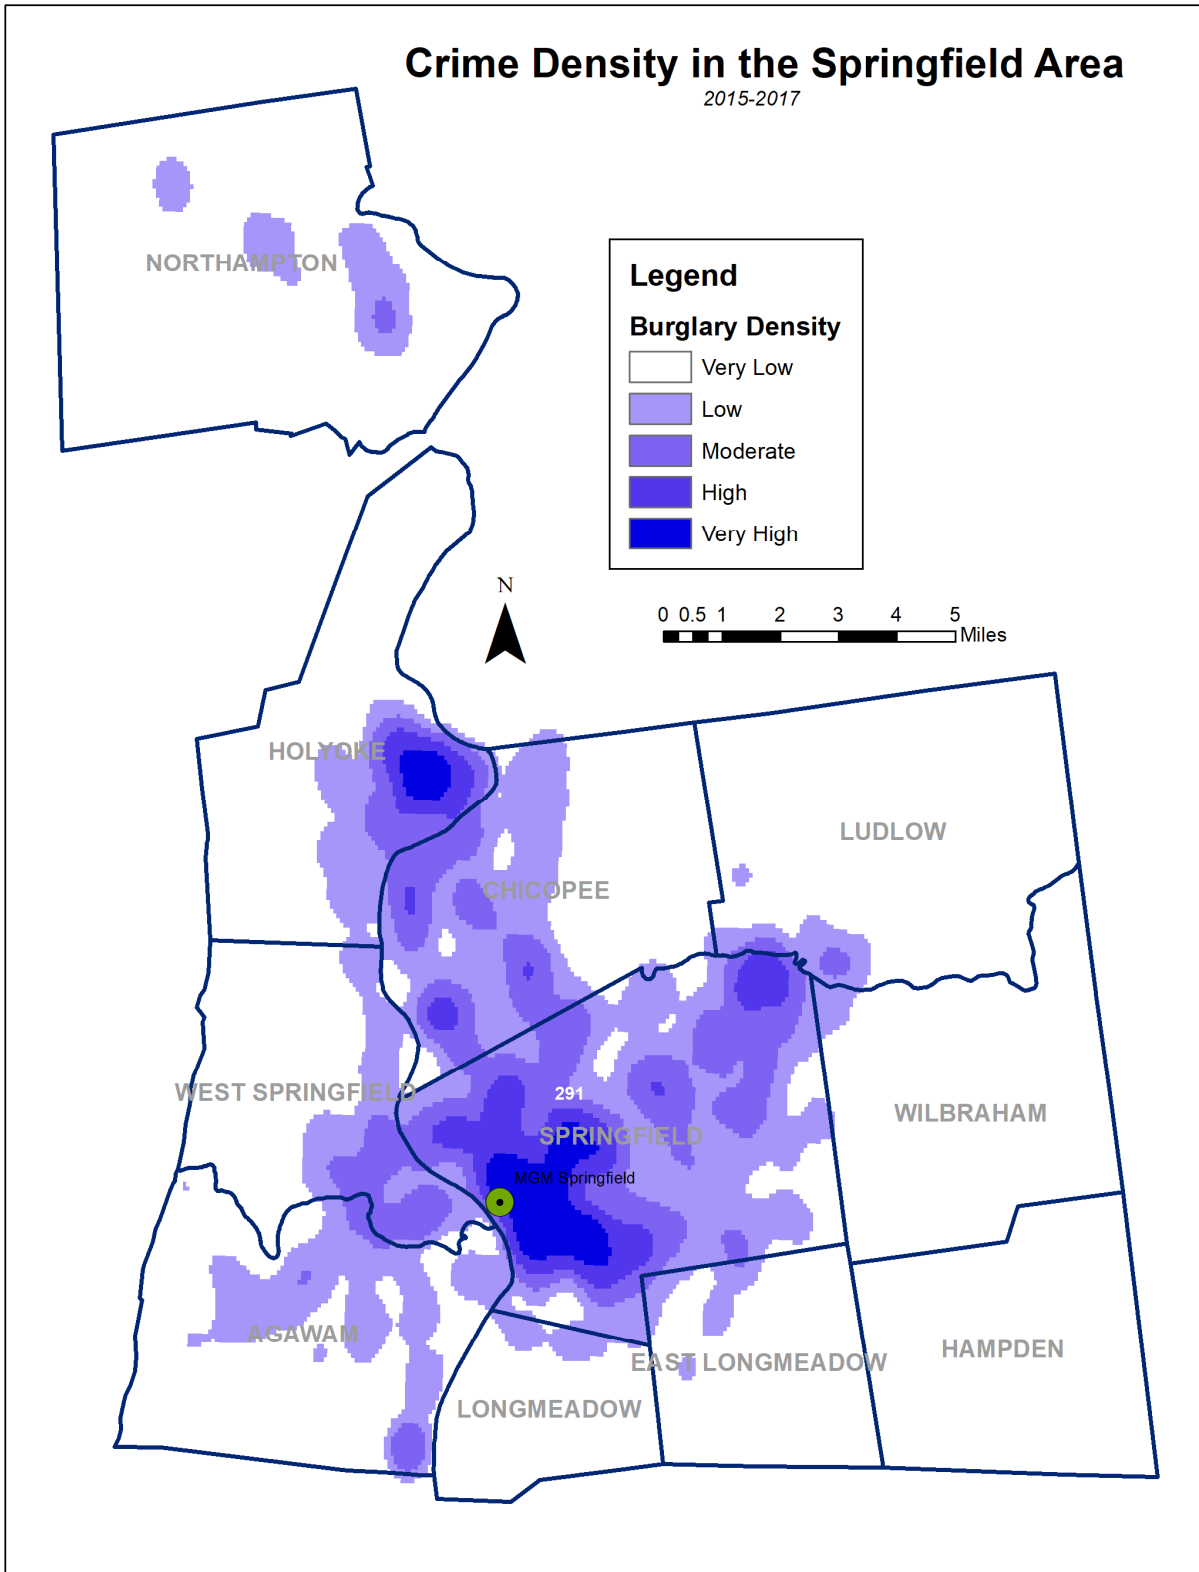 Crime Density in the Springfield Area
2015-2017
NORTHAMPTON
Legend
Burglary Density
Very Low
Low
Moderate
High
Very High
N
0 0.5 1 2 3 4 5
Miles
HOLYOKE
LUDLOW
CHICOPEE
WEST SPRINGFIELD
291
WILBRAHAM
SPRINGFIELD
MGM Springfield
AGAWAM
HAMPDEN
EAST LONGMEADOW
LONGMEADOW